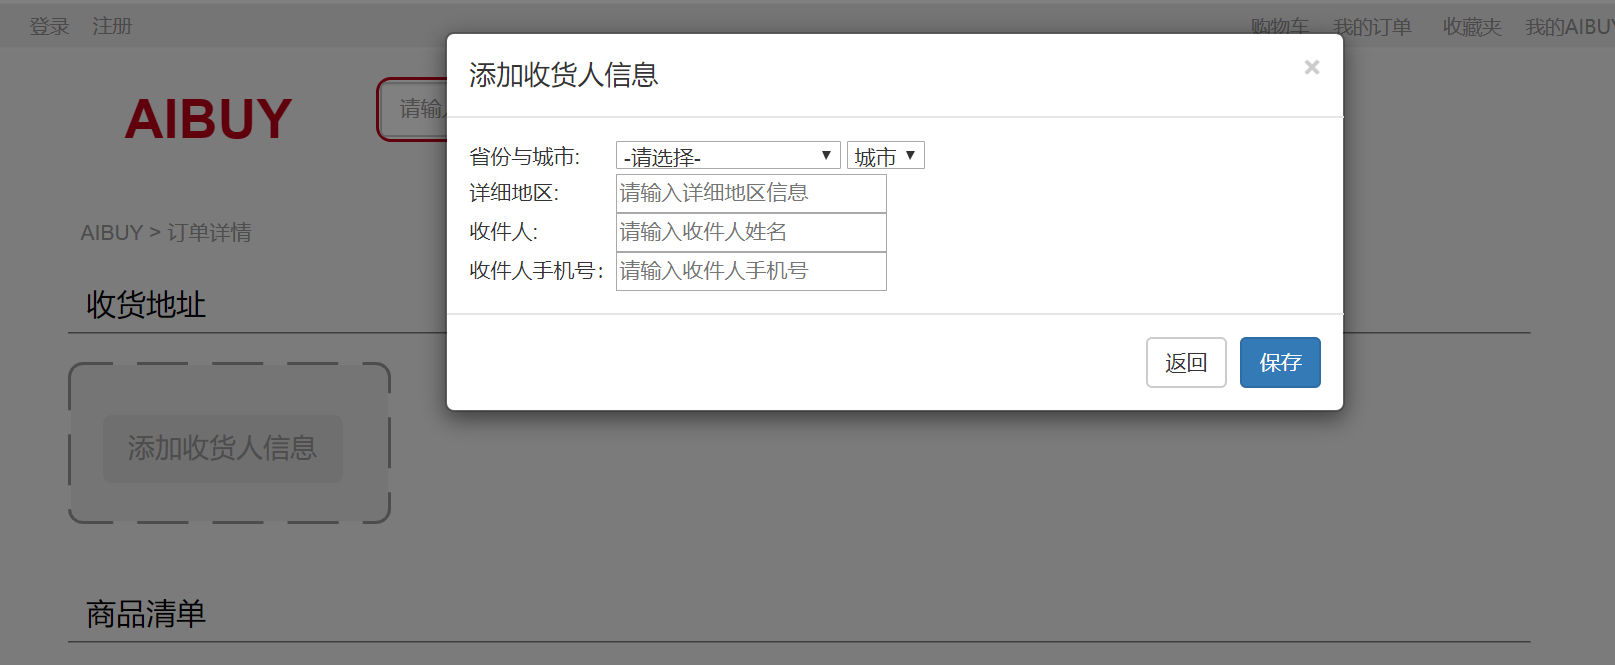 登录 注册 购物车 我的订单 收藏夹 我的AIBUY
添加收货人信息 ×
AIBUY 请输入
省份与城市: -请选择- 城市
详细地区: 请输入详细地区信息
收件人: 请输入收件人姓名
收件人手机号： 请输入收件人手机号
AIBUY > 订单详情
收货地址
返回 保存
添加收货人信息
商品清单